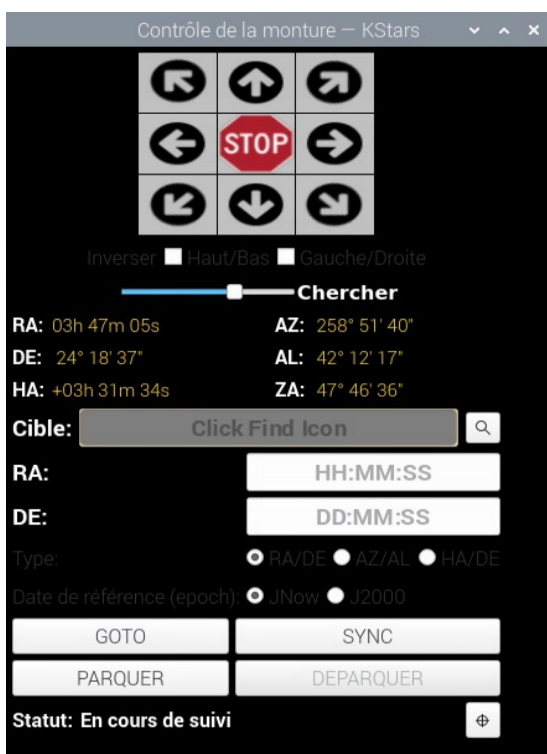 Contrôle de la monture — KStars
STOP
Inverser Haut/Bas Gauche/Droite
Chercher
RA: 03h 47m 05s AZ: 258° 51' 40"
DE: 24° 18' 37" AL: 42° 12' 17"
HA: +03h 31m 34s ZA: 47° 46' 36"
Cible: Click Find Icon
RA: HH:MM:SS
DE: DD:MM:SS
Type: RA/DE AZ/AL HA/DE
Date de référence (epoch): JNow J2000
GOTO SYNC
PARQUER DEPARQUER
Statut: En cours de suivi